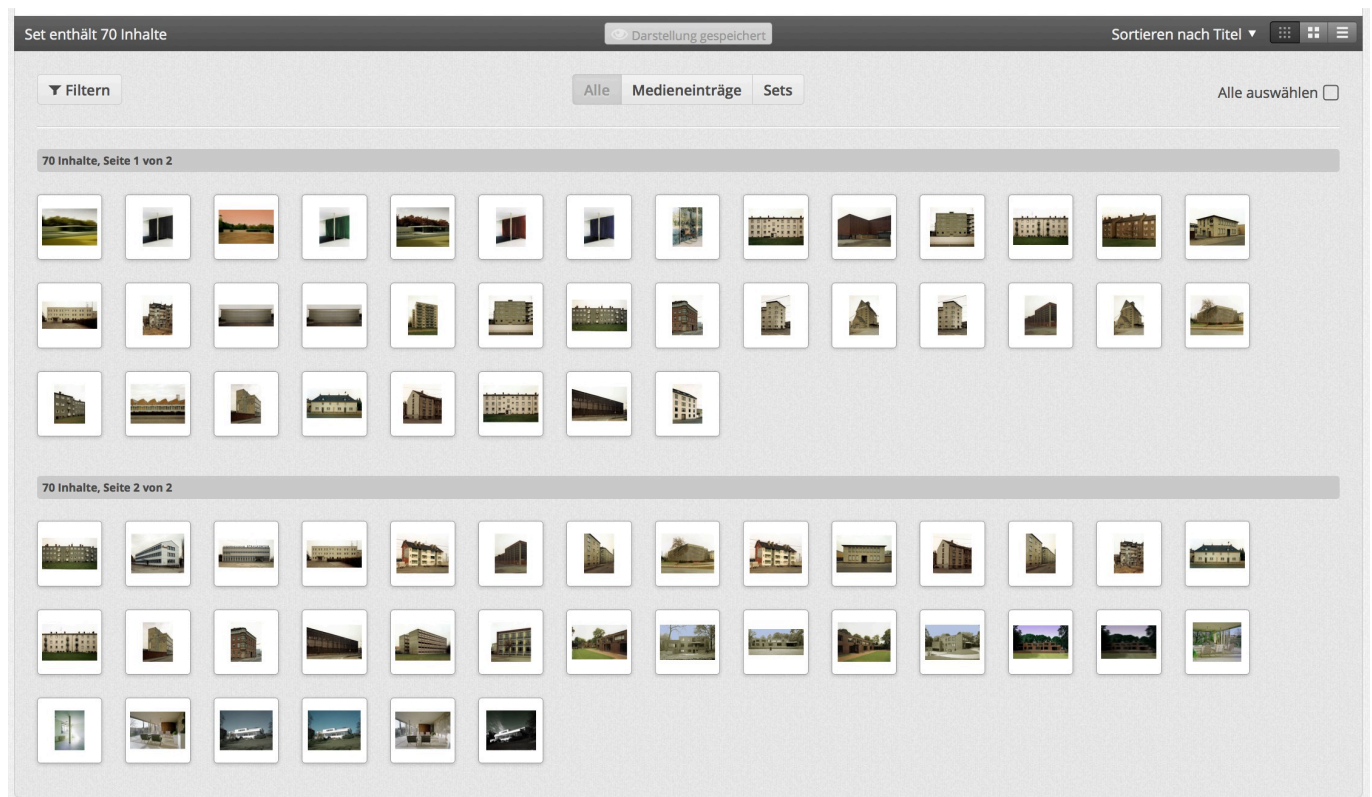 Set enthält 70 Inhalte
Darstellung gespeichert
Sortieren nach Titel ▼
Filtern
Alle Medieneinträge Sets
Alle auswählen
70 Inhalte, Seite 1 von 2
70 Inhalte, Seite 2 von 2